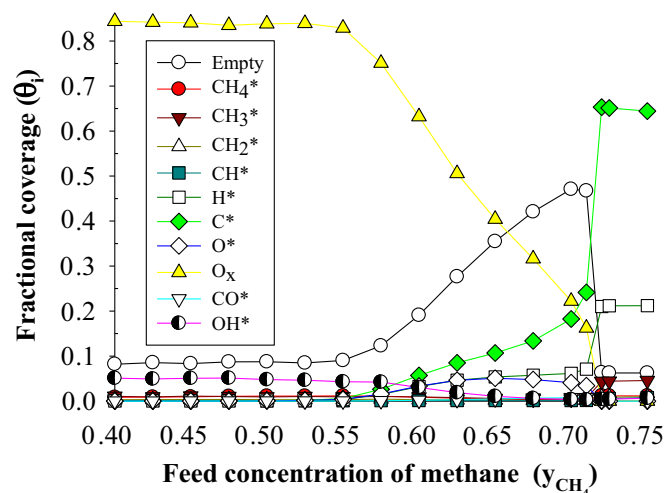 Fractional coverage (θi)
0.8
0.7
0.6
0.5
0.4
0.3
0.2
0.1
0.0
Empty
CH4*
CH3*
CH2*
CH*
H*
C*
O*
Ox
CO*
OH*
0.40 0.45 0.50 0.55 0.60 0.65 0.70 0.75
Feed concentration of methane (yCH4)